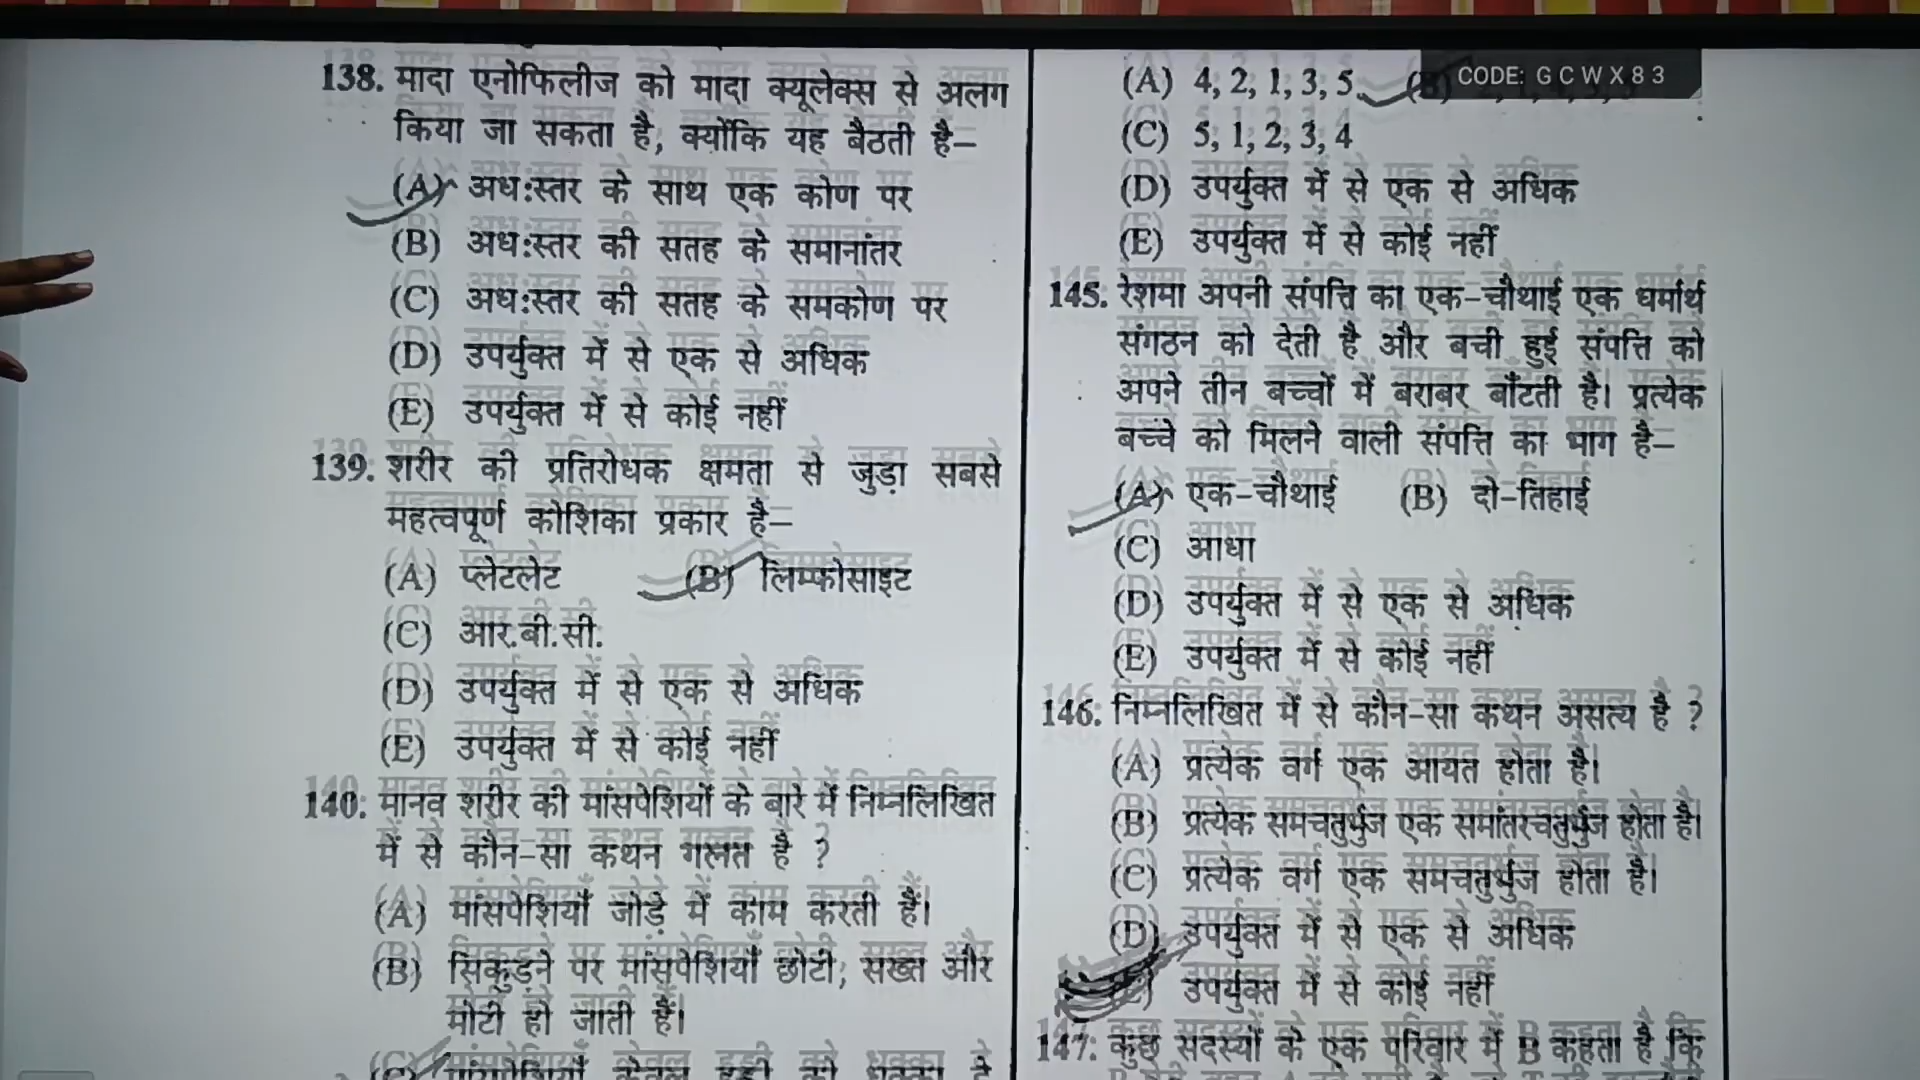 138. मादा एनोफिलीज को मादा क्यूलेक्स से अलग
किया जा सकता है, क्योंकि यह बैठती है–
(A) अधःस्तर के साथ एक कोण पर
(B) अधःस्तर की सतह के समानांतर
(C) अधःस्तर की सतह के समकोण पर
(D) उपर्युक्त में से एक से अधिक
(E) उपर्युक्त में से कोई नहीं
139. शरीर की प्रतिरोधक क्षमता से जुड़ा सबसे
महत्वपूर्ण कोशिका प्रकार है–
(A) प्लेटलेट (B) लिम्फोसाइट
(C) आर.बी.सी.
(D) उपर्युक्त में से एक से अधिक
(E) उपर्युक्त में से कोई नहीं
140. मानव शरीर की मांसपेशियों के बारे में निम्नलिखित
में से कौन-सा कथन गलत है ?
(A) मांसपेशियाँ जोड़े में काम करती हैं।
(B) सिकुड़ने पर मांसपेशियाँ छोटी, सख्त और
मोटी हो जाती हैं।
(C) मांसपेशियाँ केवल हड्डी को धक्का दे
CODE: GCWX83
(A) 4, 2, 1, 3, 5
(C) 5, 1, 2, 3, 4
(D) उपर्युक्त में से एक से अधिक
(E) उपर्युक्त में से कोई नहीं
145. रेशमा अपनी संपत्ति का एक-चौथाई एक धर्मार्थ
संगठन को देती है और बची हुई संपत्ति को
अपने तीन बच्चों में बराबर बाँटती है। प्रत्येक
बच्चे को मिलने वाली संपत्ति का भाग है–
(A) एक-चौथाई (B) दो-तिहाई
(C) आधा
(D) उपर्युक्त में से एक से अधिक
(E) उपर्युक्त में से कोई नहीं
146. निम्नलिखित में से कौन-सा कथन असत्य है ?
(A) प्रत्येक वर्ग एक आयत होता है।
(B) प्रत्येक समचतुर्भुज एक समांतरचतुर्भुज होता है।
(C) प्रत्येक वर्ग एक समचतुर्भुज होता है।
(D) उपर्युक्त में से एक से अधिक
(E) उपर्युक्त में से कोई नहीं
147. कुछ सदस्यों के एक परिवार में B कहता है कि